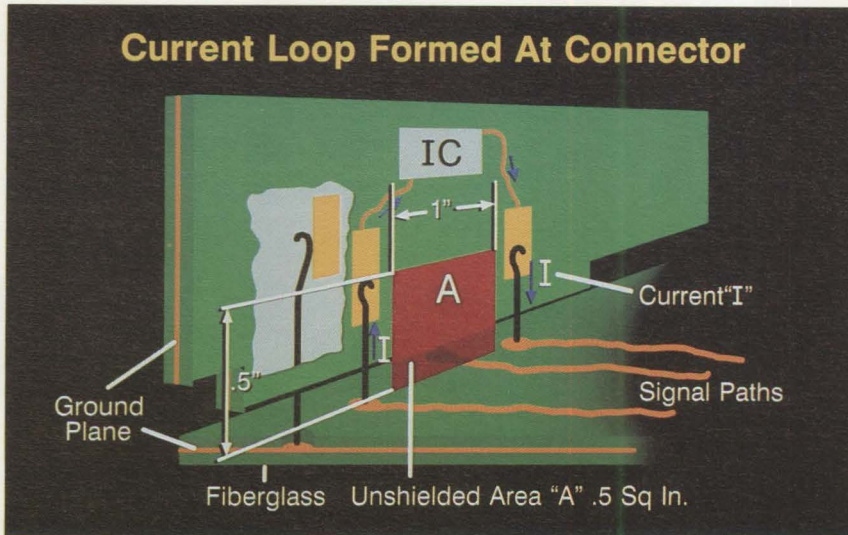 Current Loop Formed At Connector
IC
1"
A
I
Current "I"
I
.5"
Signal Paths
Ground
Plane
Fiberglass
Unshielded Area "A" .5 Sq In.